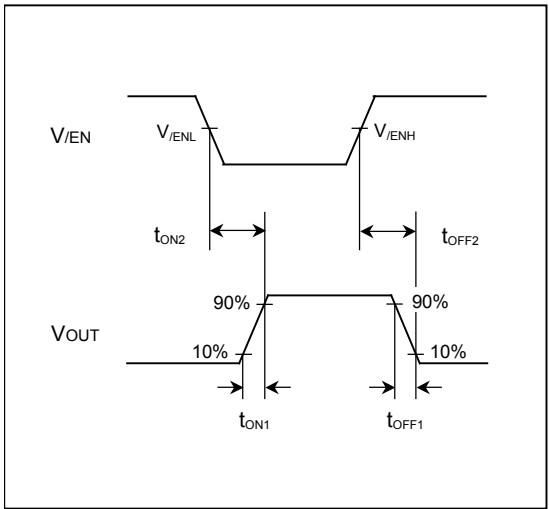 V/EN
V/ENL
V/ENH
tON2
tOFF2
90%
90%
VOUT
10%
10%
tON1
tOFF1